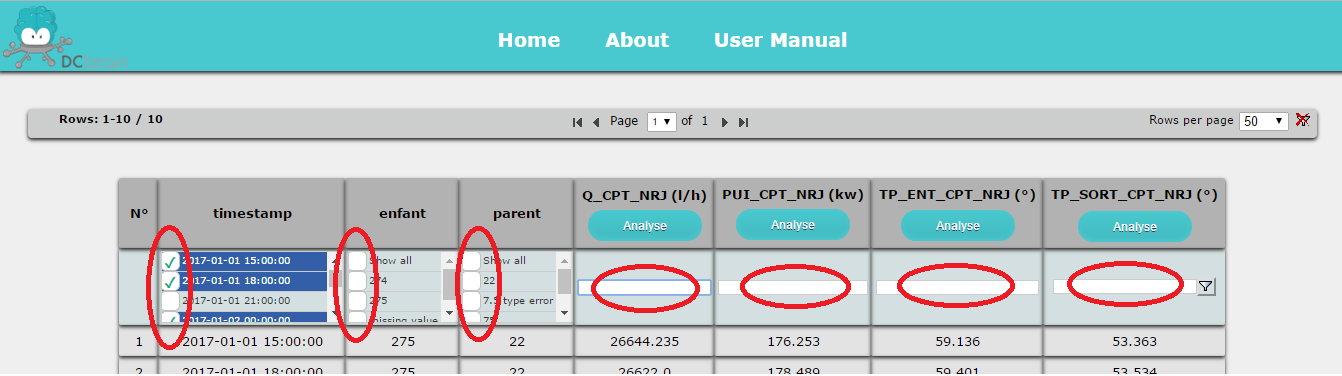 DCbrain
Home About User Manual
Rows: 1-10 / 10
Page 1 of 1
Rows per page 50
N° timestamp enfant parent Q_CPT_NRJ (l/h) PUI_CPT_NRJ (kw) TP_ENT_CPT_NRJ (°) TP_SORT_CPT_NRJ (°)
Analyse Analyse Analyse Analyse
2017-01-01 15:00:00 Show all Show all
2017-01-01 18:00:00 274 22
2017-01-01 21:00:00 275 7.5 type error
2017-01-02 00:00:00 missing value 75
1 2017-01-01 15:00:00 275 22 26644.235 176.253 59.136 53.363
2 2017-01-01 18:00:00 275 22 26622.0 178.489 59.401 53.534